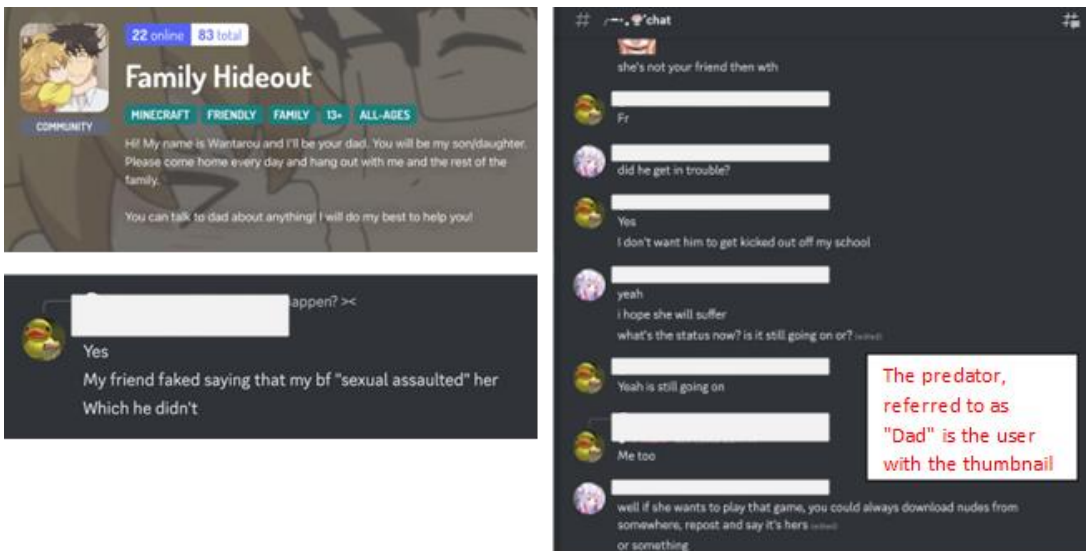 22 online 83 total
Family Hideout
COMMUNITY
MINECRAFT FRIENDLY FAMILY 13+ ALL-AGES
Hi! My name is Wantarou and I'll be your dad. You will be my son/daughter.
Please come home every day and hang out with me and the rest of the
family.
You can talk to dad about anything! I will do my best to help you!
appen? ><
Yes
My friend faked saying that my bf "sexual assaulted" her
Which he didn't
chat
she's not your friend then wth
Fr
did he get in trouble?
Yes
I don't want him to get kicked out off my school
yeah
i hope she will suffer
what's the status now? is it still going on or? (edited)
Yeah is still going on
Me too
well if she wants to play that game, you could always download nudes from
somewhere, repost and say it's hers (edited)
or something
The predator,
referred to as
"Dad" is the user
with the thumbnail